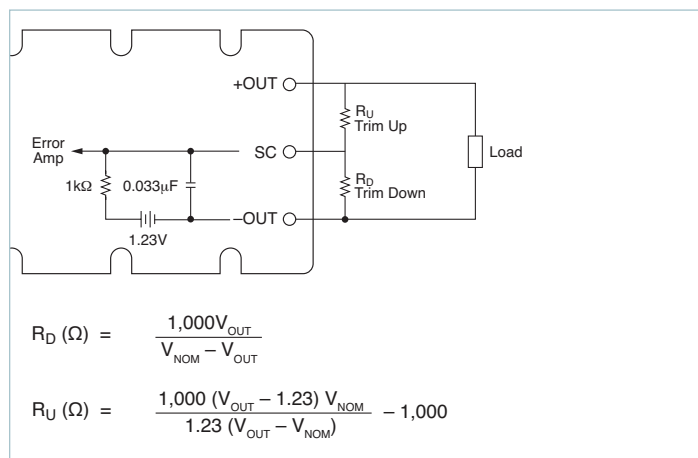 +OUT
R_U
Trim Up
Error
Amp
SC
Load
1kΩ
0.033µF
R_D
Trim Down
–OUT
1.23V
R_D (Ω) = 1,000V_OUT / V_NOM – V_OUT
R_U (Ω) = 1,000 (V_OUT – 1.23) V_NOM / 1.23 (V_OUT – V_NOM) – 1,000